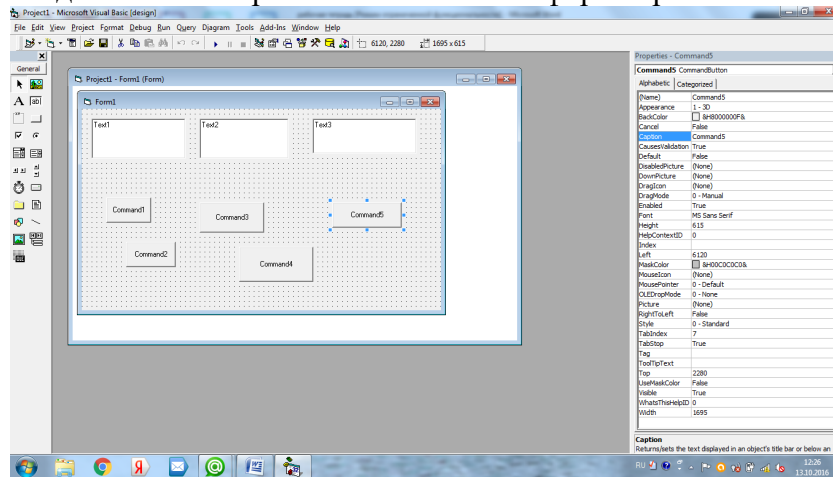 Project1 - Microsoft Visual Basic [design]
File Edit View Project Format Debug Run Query Diagram Tools Add-Ins Window Help
6120, 2280 1695 x 615
General
Project1 - Form1 (Form)
Form1
Text1 Text2 Text3
Command1
Command3
Command5
Command2
Command4
Properties - Command5
Command5 CommandButton
Alphabetic Categorized
(Name) Command5
Appearance 1 - 3D
BackColor &H8000000F&
Cancel False
Caption Command5
CausesValidation True
Default False
DisabledPicture (None)
DownPicture (None)
DragIcon (None)
DragMode 0 - Manual
Enabled True
Font MS Sans Serif
Height 615
HelpContextID 0
Index
Left 6120
MaskColor &H00C0C0C0&
MouseIcon (None)
MousePointer 0 - Default
OLEDropMode 0 - None
Picture (None)
RightToLeft False
Style 0 - Standard
TabIndex 7
TabStop True
Tag
ToolTipText
Top 2280
UseMaskColor False
Visible True
WhatsThisHelpID 0
Width 1695
Caption
Returns/sets the text displayed in an object's title bar or below an
RU
12:26
13.10.2016